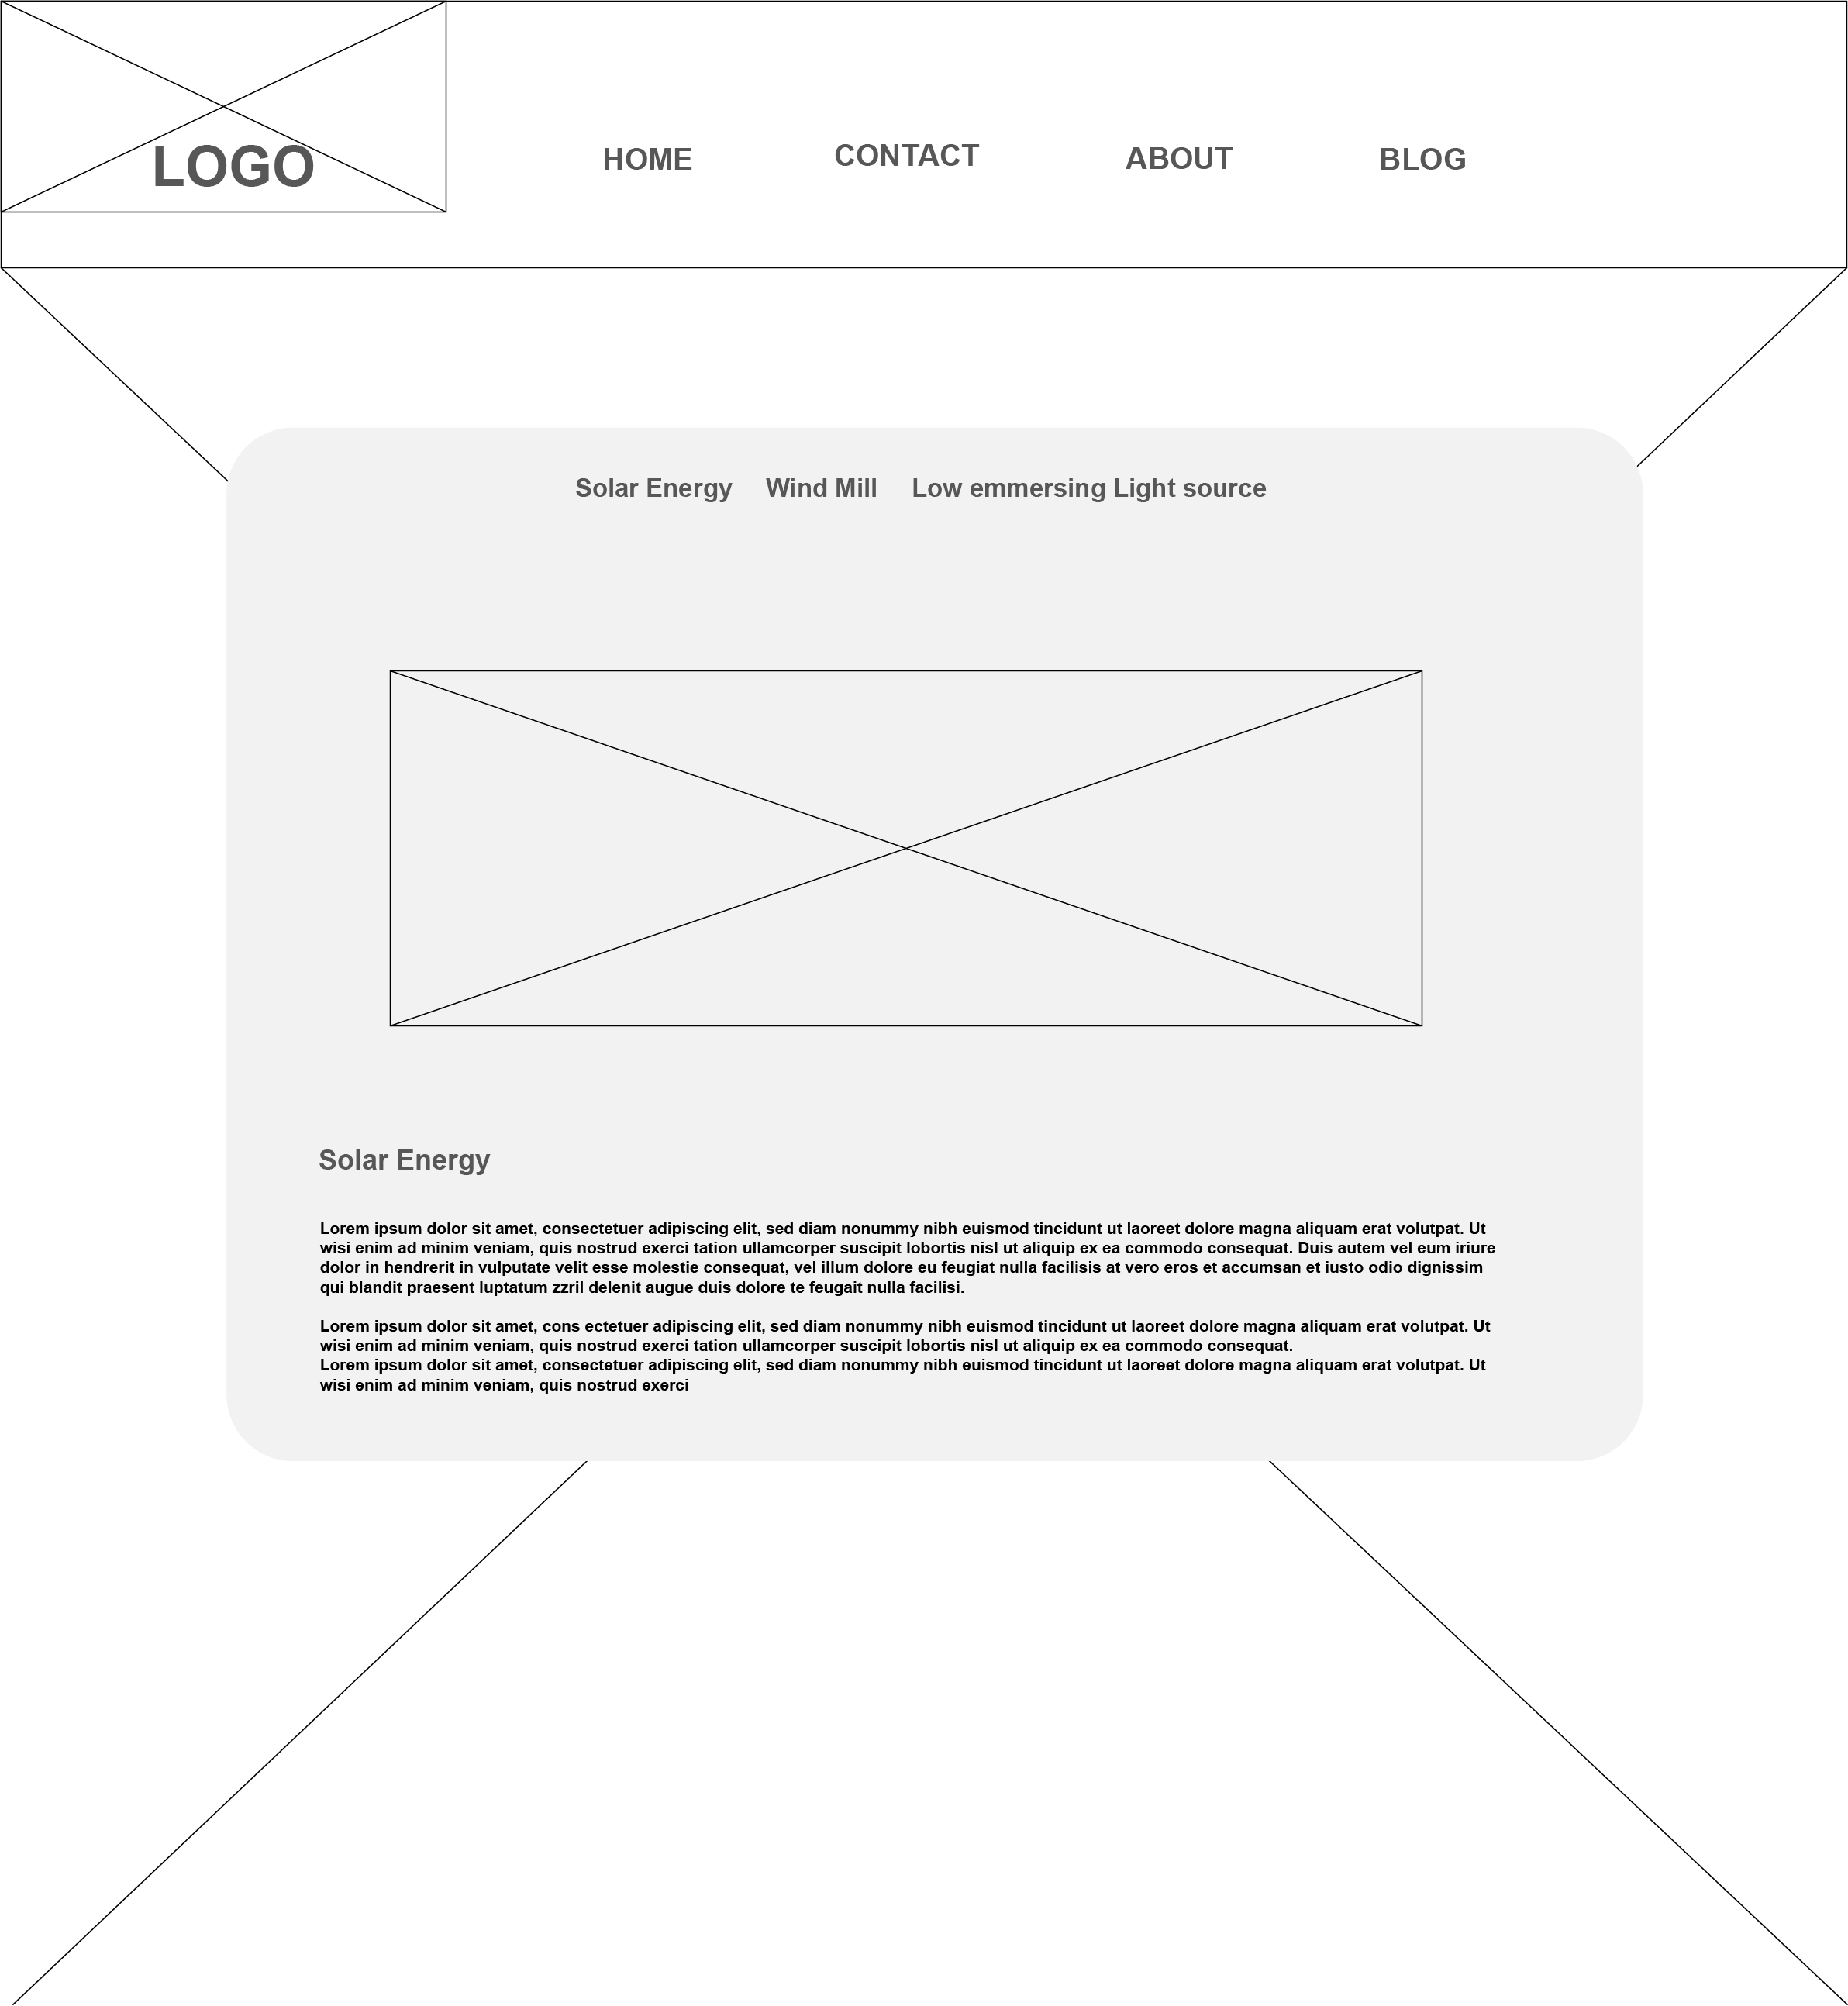 LOGO
HOME CONTACT ABOUT BLOG
Solar Energy Wind Mill Low emmersing Light source
Solar Energy
Lorem ipsum dolor sit amet, consectetuer adipiscing elit, sed diam nonummy nibh euismod tincidunt ut laoreet dolore magna aliquam erat volutpat. Ut
wisi enim ad minim veniam, quis nostrud exerci tation ullamcorper suscipit lobortis nisl ut aliquip ex ea commodo consequat. Duis autem vel eum iriure
dolor in hendrerit in vulputate velit esse molestie consequat, vel illum dolore eu feugiat nulla facilisis at vero eros et accumsan et iusto odio dignissim
qui blandit praesent luptatum zzril delenit augue duis dolore te feugait nulla facilisi.
Lorem ipsum dolor sit amet, cons ectetuer adipiscing elit, sed diam nonummy nibh euismod tincidunt ut laoreet dolore magna aliquam erat volutpat. Ut
wisi enim ad minim veniam, quis nostrud exerci tation ullamcorper suscipit lobortis nisl ut aliquip ex ea commodo consequat.
Lorem ipsum dolor sit amet, consectetuer adipiscing elit, sed diam nonummy nibh euismod tincidunt ut laoreet dolore magna aliquam erat volutpat. Ut
wisi enim ad minim veniam, quis nostrud exerci